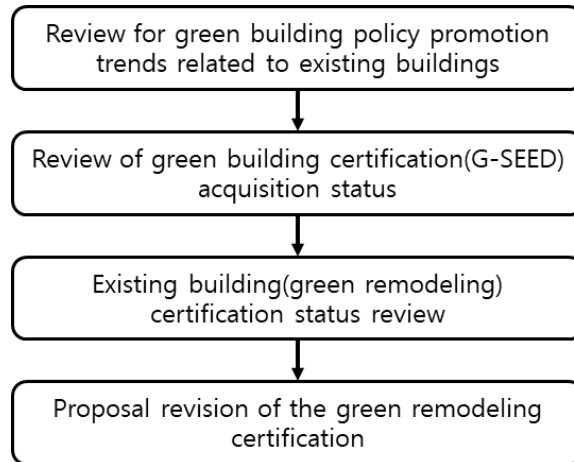 Review for green building policy promotion
trends related to existing buildings
Review of green building certification(G-SEED)
acquisition status
Existing building(green remodeling)
certification status review
Proposal revision of the green remodeling
certification